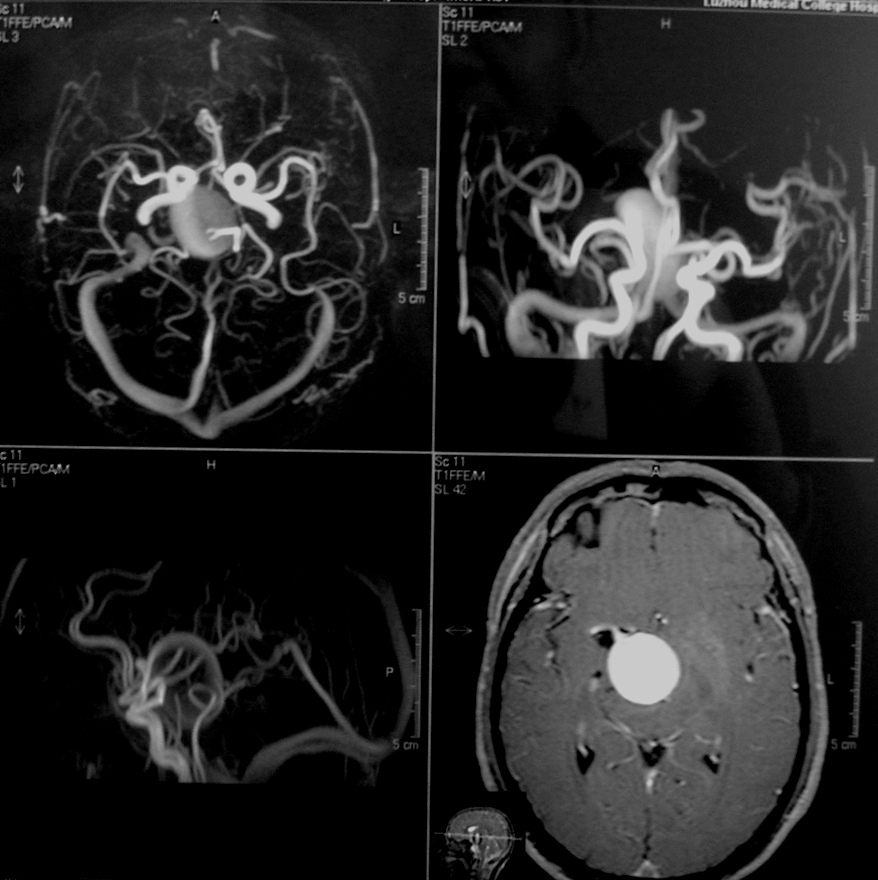 Luzhou Medical College Hosp
Sc 11
T1FFE/PCA/M
SL 3
A
L
5 cm
Sc 11
T1FFE/PCA/M
SL 2
H
L
5 cm
Sc 11
T1FFE/PCA/M
SL 1
H
P
5 cm
Sc 11
T1FFE/M
SL 42
A
L
5 cm